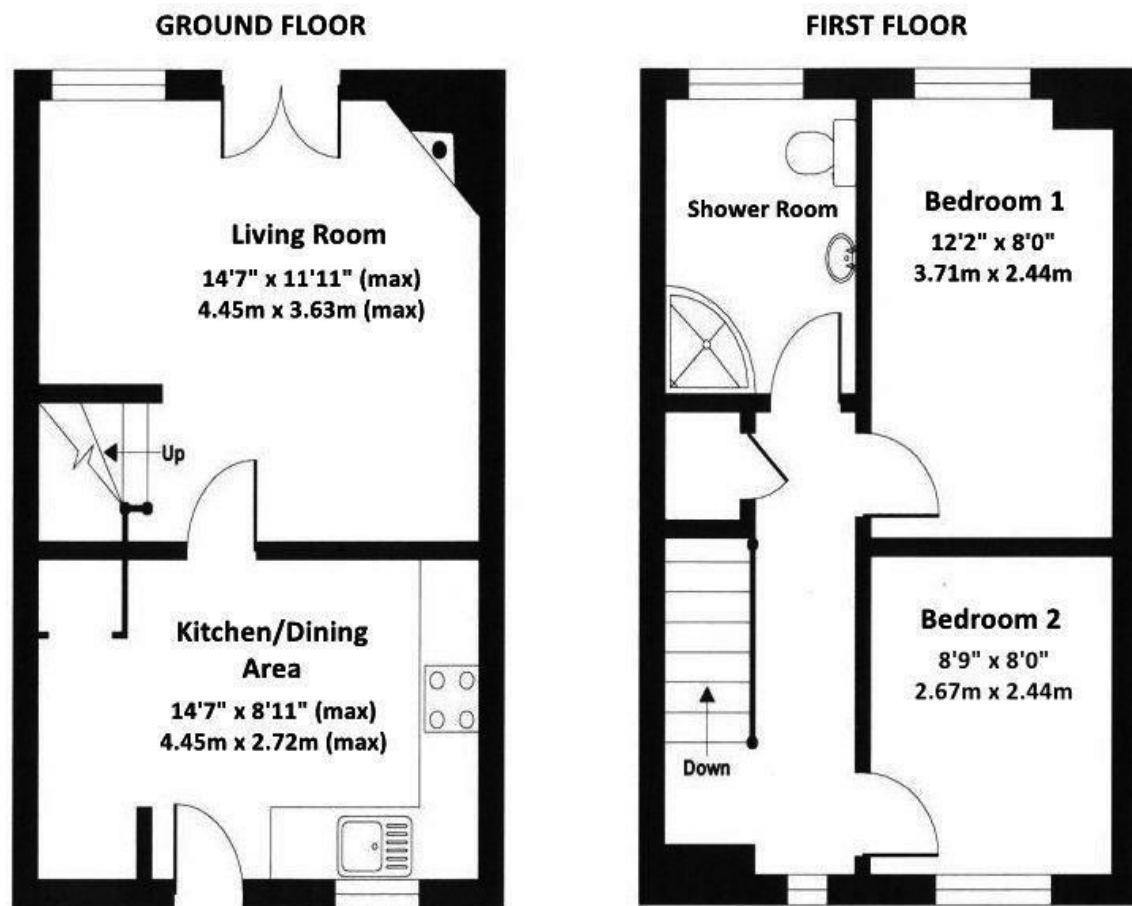 GROUND FLOOR
Living Room
14'7" x 11'11" (max)
4.45m x 3.63m (max)
Up
Kitchen/Dining
Area
14'7" x 8'11" (max)
4.45m x 2.72m (max)
FIRST FLOOR
Shower Room
Bedroom 1
12'2" x 8'0"
3.71m x 2.44m
Bedroom 2
8'9" x 8'0"
2.67m x 2.44m
Down